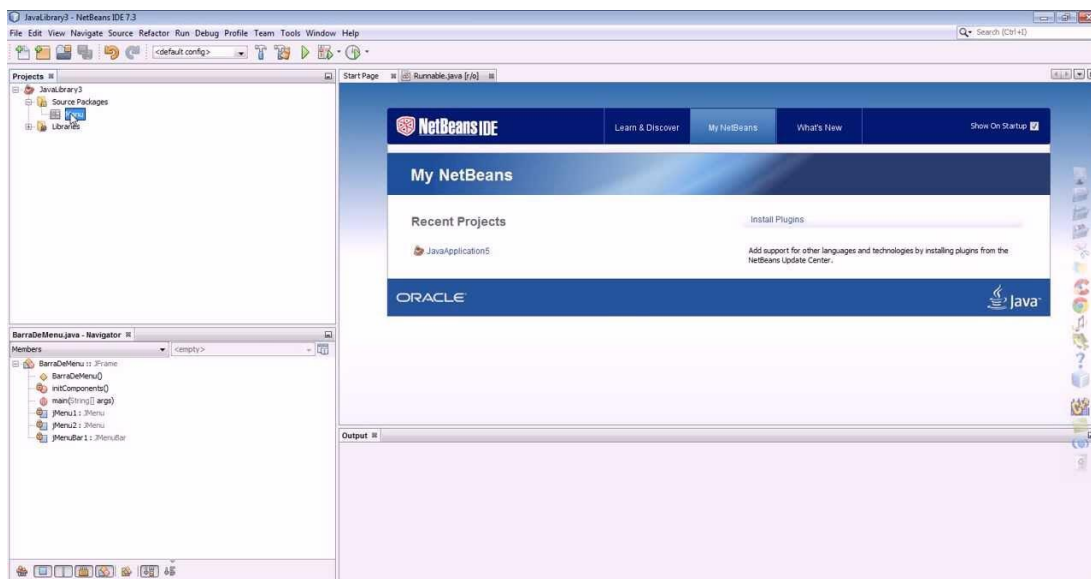 JavaLibrary3 - NetBeans IDE 7.3
File Edit View Navigate Source Refactor Run Debug Profile Team Tools Window Help
Search (Ctrl+I)
<default config>
Projects
Start Page
Runnable.java [r/o]
JavaLibrary3
Source Packages
Libraries
NetBeans IDE
Learn & Discover
My NetBeans
What's New
Show On Startup
My NetBeans
Recent Projects
Install Plugins
JavaApplication5
Add support for other languages and technologies by installing plugins from the
NetBeans Update Center.
ORACLE
Java
BarraDeMenu.java - Navigator
Members
<empty>
BarraDeMenu :: JFrame
BarraDeMenu()
initComponents()
main(String[] args)
jMenu1 : JMenu
jMenu2 : JMenu
jMenuBar1 : JMenuBar
Output